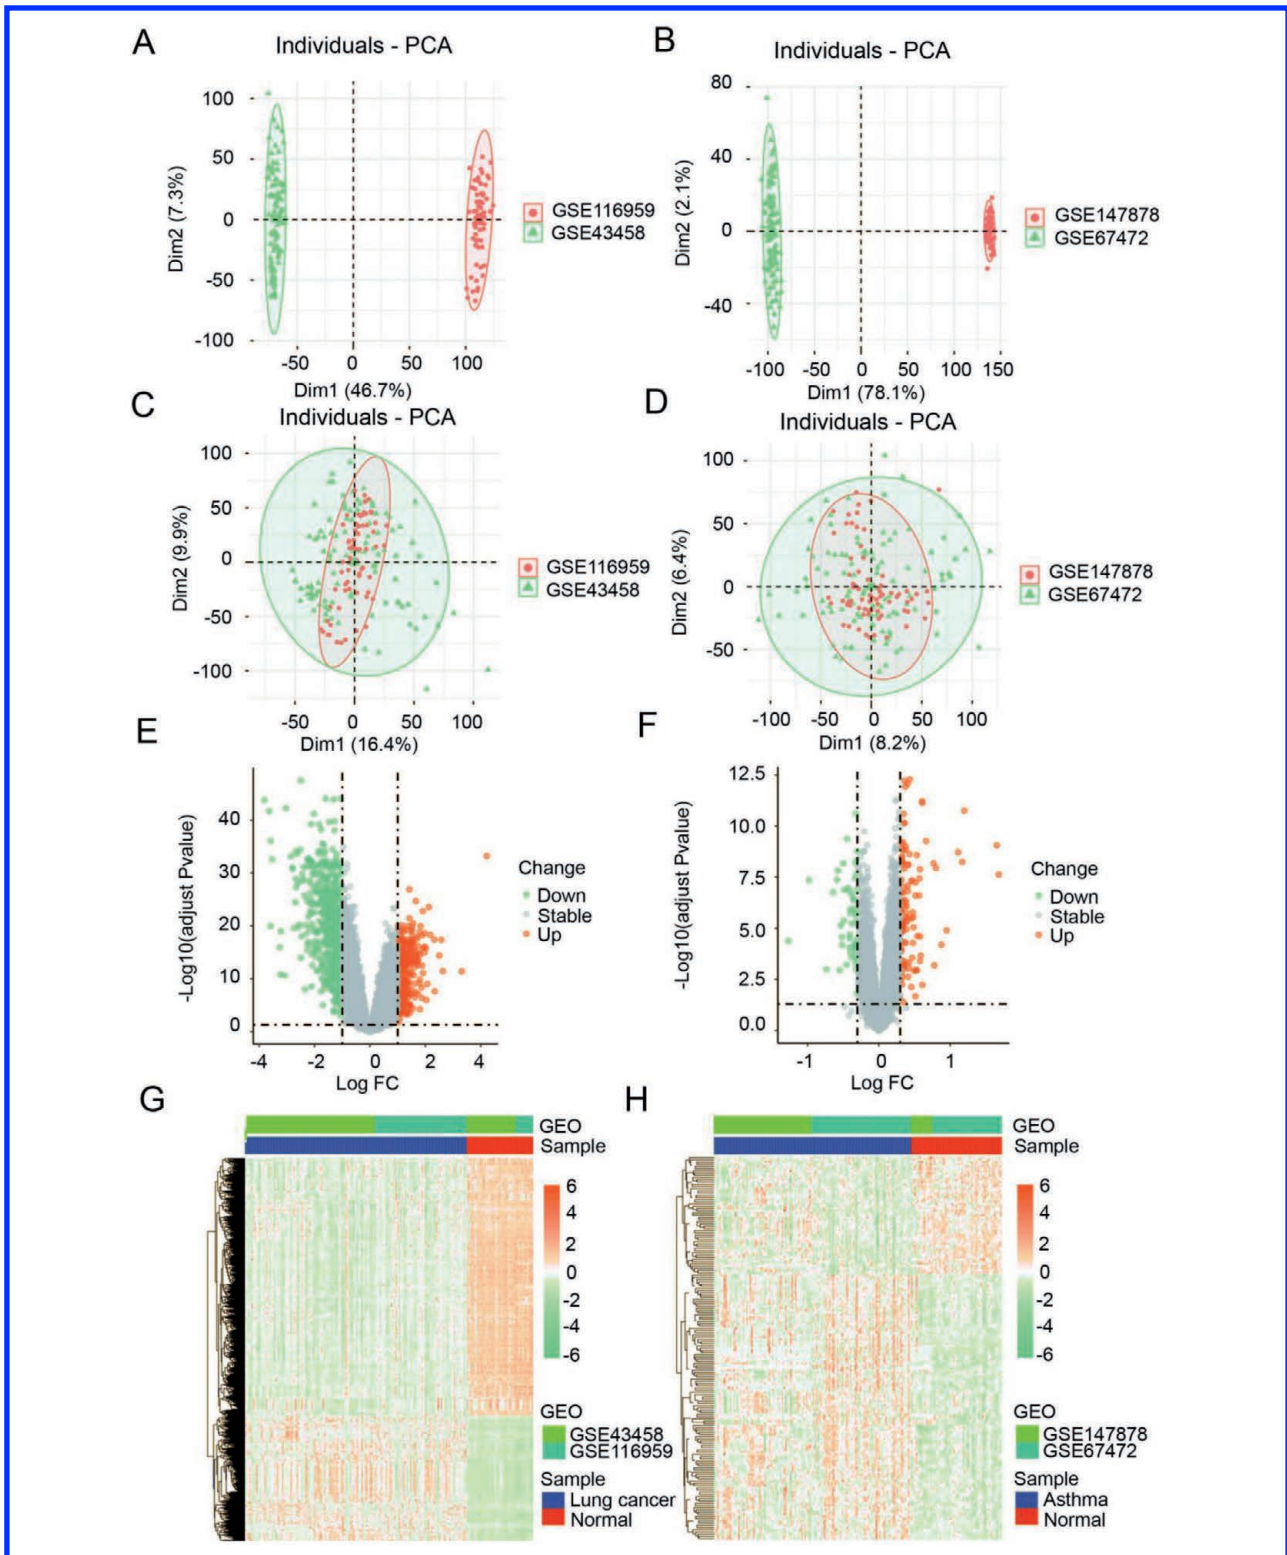 A
Individuals - PCA
100
50
0
-50
-100
Dim2 (7.3%)
-50 0 50 100
Dim1 (46.7%)
GSE116959
GSE43458
B
Individuals - PCA
80
40
0
-40
Dim2 (2.1%)
-100 -50 0 50 100 150
Dim1 (78.1%)
GSE147878
GSE67472
C
Individuals - PCA
100
50
0
-50
-100
Dim2 (9.9%)
-50 0 50 100
Dim1 (16.4%)
GSE116959
GSE43458
D
Individuals - PCA
100
50
0
-50
Dim2 (6.4%)
-100 -50 0 50 100
Dim1 (8.2%)
GSE147878
GSE67472
E
40
30
20
10
0
-Log10(adjust Pvalue)
-4 -2 0 2 4
Log FC
Change
Down
Stable
Up
F
12.5
10.0
7.5
5.0
2.5
0.0
-Log10(adjust Pvalue)
-1 0 1
Log FC
Change
Down
Stable
Up
G
GEO
Sample
6
4
2
0
-2
-4
-6
GEO
GSE43458
GSE116959
Sample
Lung cancer
Normal
H
GEO
Sample
6
4
2
0
-2
-4
-6
GEO
GSE147878
GSE67472
Sample
Asthma
Normal